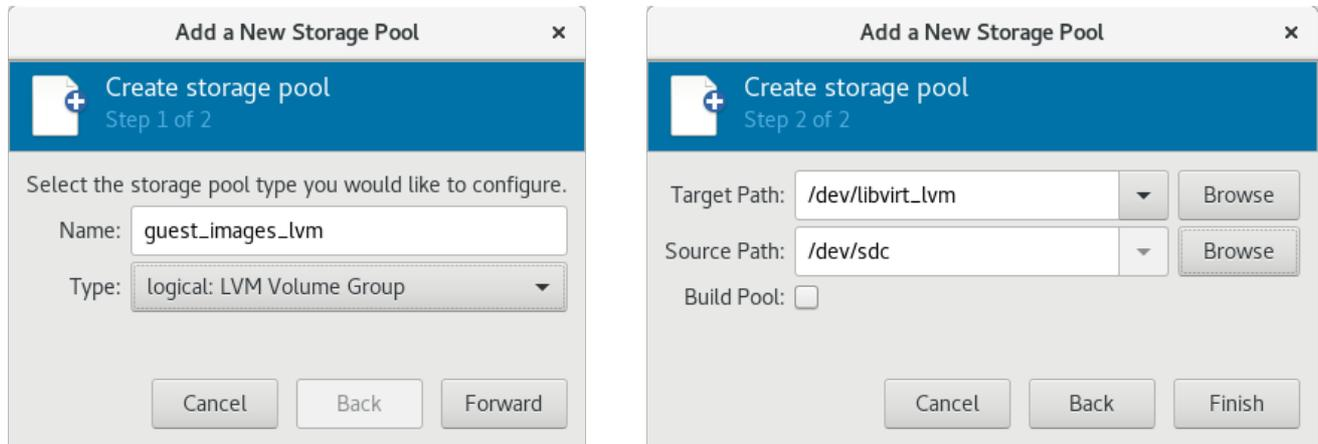 Add a New Storage Pool ×
Create storage pool
Step 1 of 2
Select the storage pool type you would like to configure.
Name: guest_images_lvm
Type: logical: LVM Volume Group
Cancel Back Forward
Add a New Storage Pool ×
Create storage pool
Step 2 of 2
Target Path: /dev/libvirt_lvm Browse
Source Path: /dev/sdc Browse
Build Pool:
Cancel Back Finish